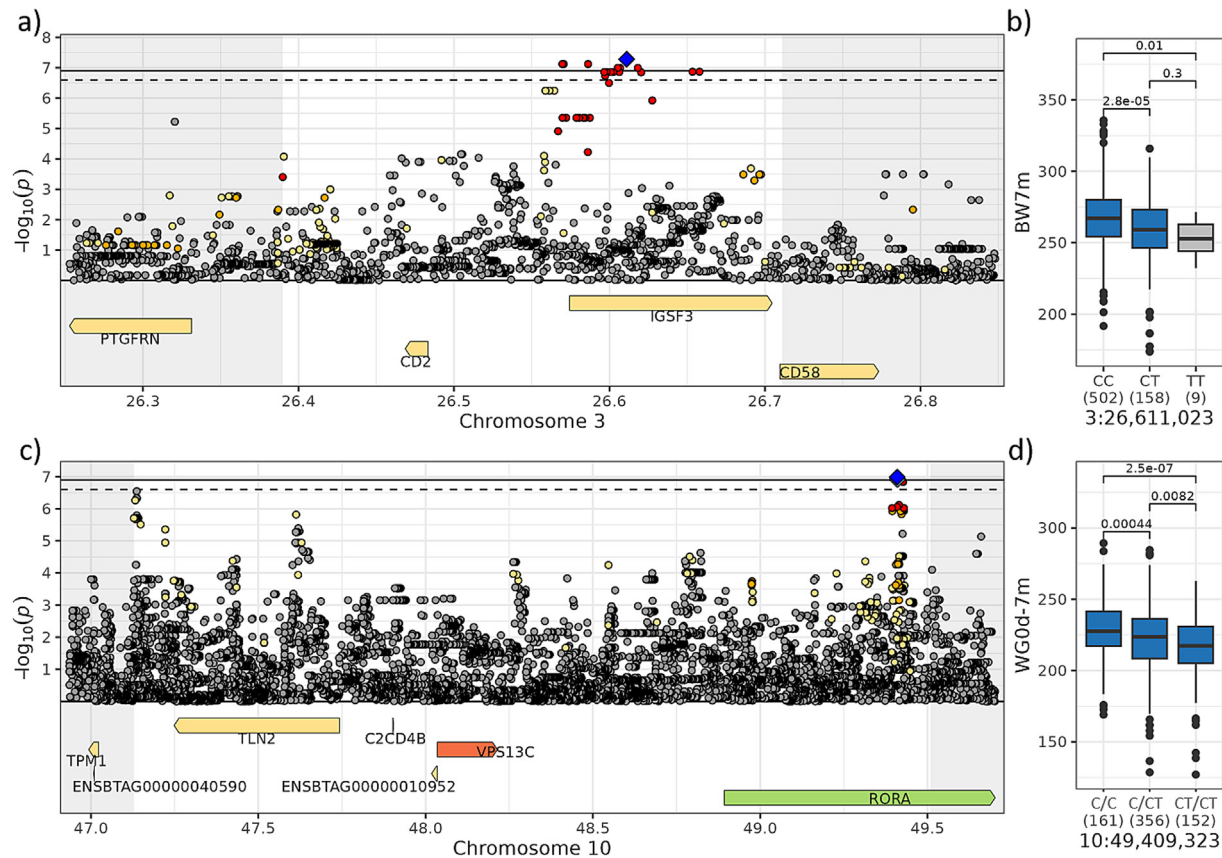 a)
8
7
6
5
4
3
2
1
-log10(p)
PTGFRN
CD2
IGSF3
CD58
26.3 26.4 26.5 26.6 26.7 26.8
Chromosome 3
b)
0.01
0.3
2.8e-05
350
300
250
200
BW7m
CC CT TT
(502) (158) (9)
3:26,611,023
c)
7
6
5
4
3
2
1
-log10(p)
TPM1
TLN2
C2CD4B
VPS13C
ENSBTAG00000040590
ENSBTAG00000010952
RORA
47.0 47.5 48.0 48.5 49.0 49.5
Chromosome 10
d)
2.5e-07
0.0082
0.00044
300
250
200
150
WG0d-7m
C/C C/CT CT/CT
(161) (356) (152)
10:49,409,323